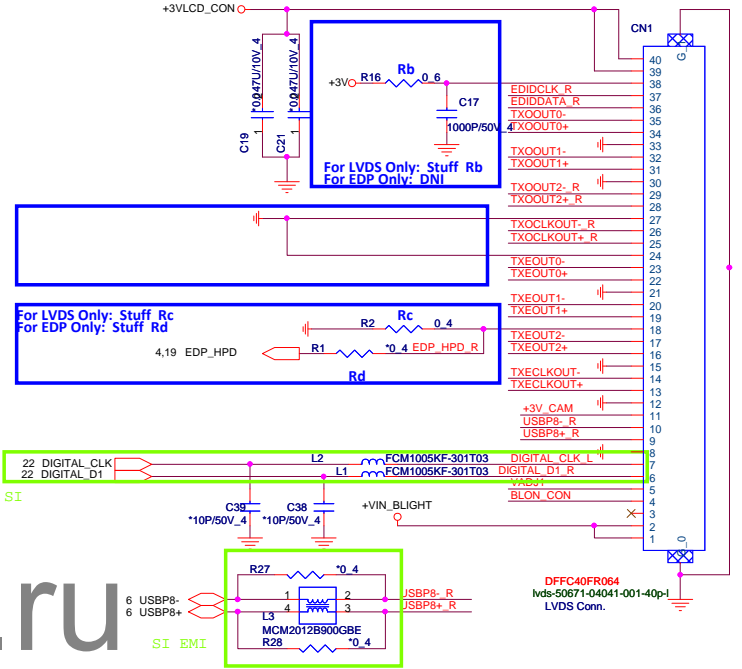 +3VLCD_CON
CN1
*0.047U/10V_4
*0.047U/10V_4
C19
C21
1
1
+3V
R16
Rb
0_6
C17
1000P/50V_4
For LVDS Only: Stuff Rb
For EDP Only: DNI
EDIDCLK_R
EDIDDATA_R
TXOOUT0-
TXOOUT0+
TXOOUT1-
TXOOUT1+
TXOOUT2-_R
TXOOUT2+_R
TXOCLKOUT-_R
TXOCLKOUT+_R
TXEOUT0-
TXEOUT0+
TXEOUT1-
TXEOUT1+
TXEOUT2-
TXEOUT2+
TXECLKOUT-
TXECLKOUT+
+3V_CAM
USBP8-_R
USBP8+_R
G_
40
39
38
37
36
35
34
33
32
31
30
29
28
27
26
25
24
23
22
21
20
19
18
17
16
15
14
13
12
11
10
9
8
7
6
5
4
3
2
1
G_0
For LVDS Only: Stuff Rc
For EDP Only: Stuff Rd
R2
Rc
0_4
4,19 EDP_HPD
R1
*0_4
EDP_HPD_R
Rd
22 DIGITAL_CLK
L2
FCM1005KF-301T03
DIGITAL_CLK_L
22 DIGITAL_D1
L1
FCM1005KF-301T03
DIGITAL_D1_R
VADJ1
BLON_CON
SI
C39
*10P/50V_4
C38
*10P/50V_4
+VIN_BLIGHT
R27
*0_4
6 USBP8-
1
2
USBP8-_R
6 USBP8+
4
3
USBP8+_R
L3
MCM2012B900GBE
R28
*0_4
SI EMI
DFFC40FR064
lvds-50671-04041-001-40p-l
LVDS Conn.
.ru